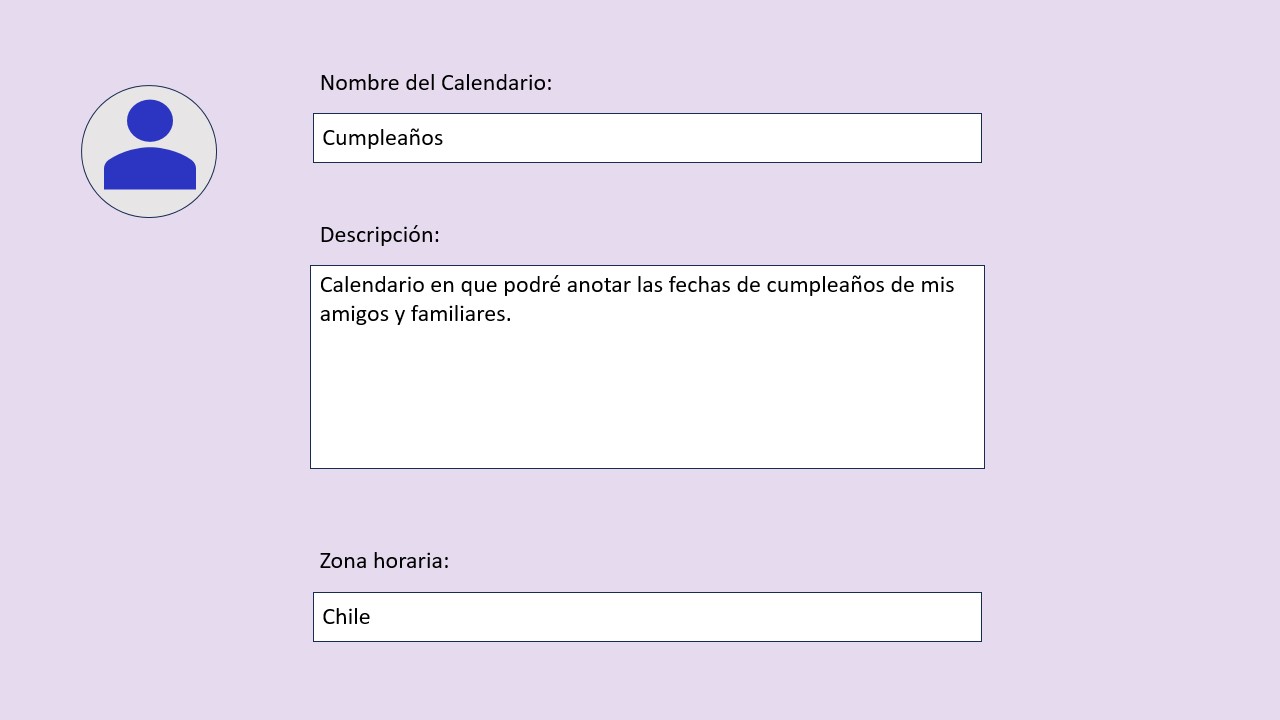 Nombre del Calendario:
Cumpleaños
Descripción:
Calendario en que podré anotar las fechas de cumpleaños de mis
amigos y familiares.
Zona horaria:
Chile